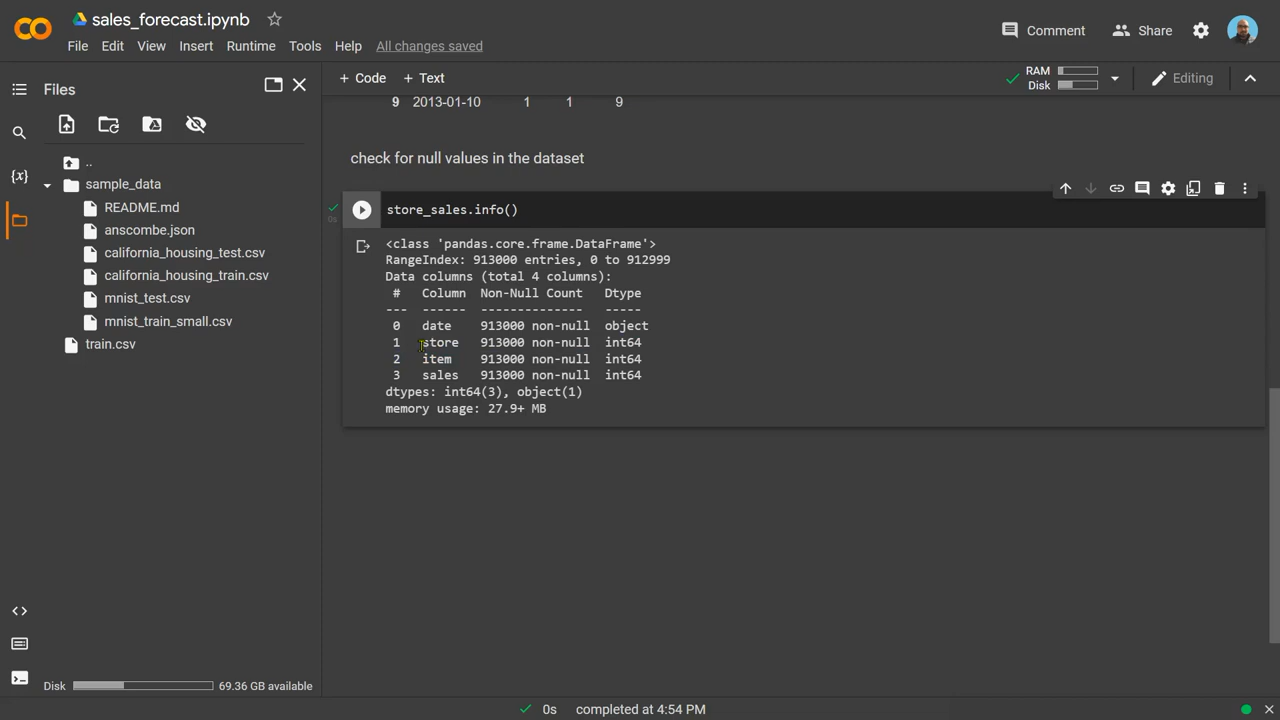 sales_forecast.ipynb
Comment
Share
File Edit View Insert Runtime Tools Help All changes saved
Files
+ Code + Text
RAM
Disk
Editing
9 2013-01-10 1 1 9
check for null values in the dataset
..
sample_data
README.md
anscombe.json
california_housing_test.csv
california_housing_train.csv
mnist_test.csv
mnist_train_small.csv
train.csv
{x}
0s
store_sales.info()
<class 'pandas.core.frame.DataFrame'>
RangeIndex: 913000 entries, 0 to 912999
Data columns (total 4 columns):
# Column Non-Null Count Dtype
--- ------ -------------- -----
0 date 913000 non-null object
1 store 913000 non-null int64
2 item 913000 non-null int64
3 sales 913000 non-null int64
dtypes: int64(3), object(1)
memory usage: 27.9+ MB
Disk 69.36 GB available
0s completed at 4:54 PM